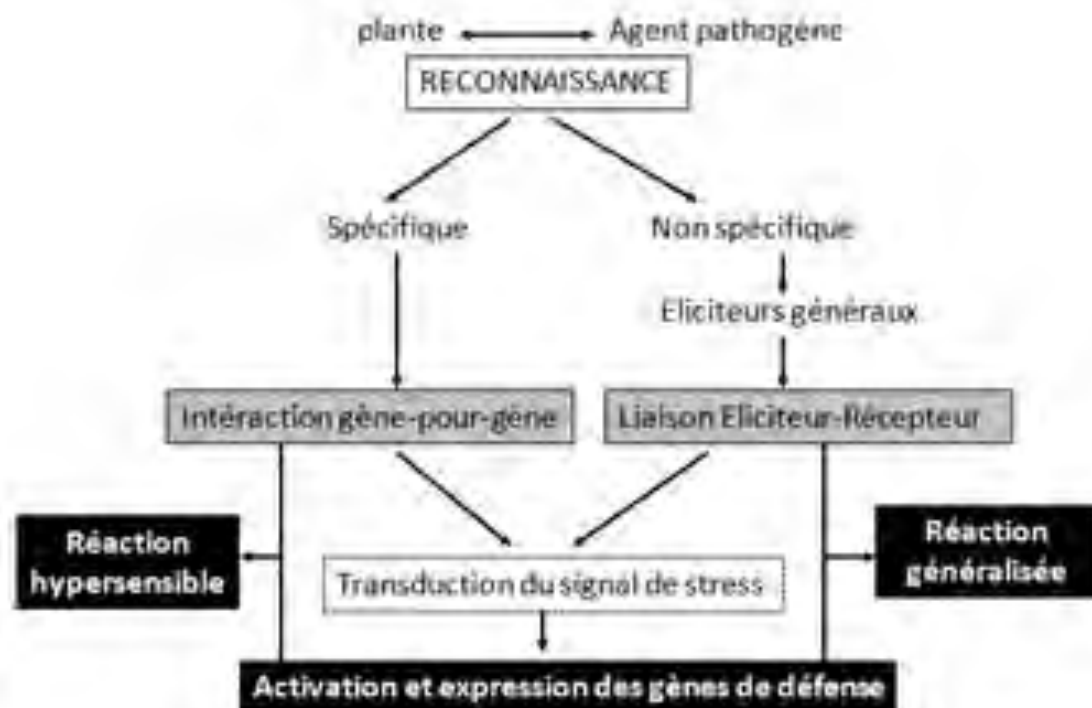 plante Agent pathogène
RECONNAISSANCE
Spécifique Non spécifique
Eliciteurs généraux
Intéraction gène-pour-gène Liaison Eliciteur-Récepteur
Réaction
hypersensible
Réaction
généralisée
Transduction du signal de stress
Activation et expression des gènes de défense